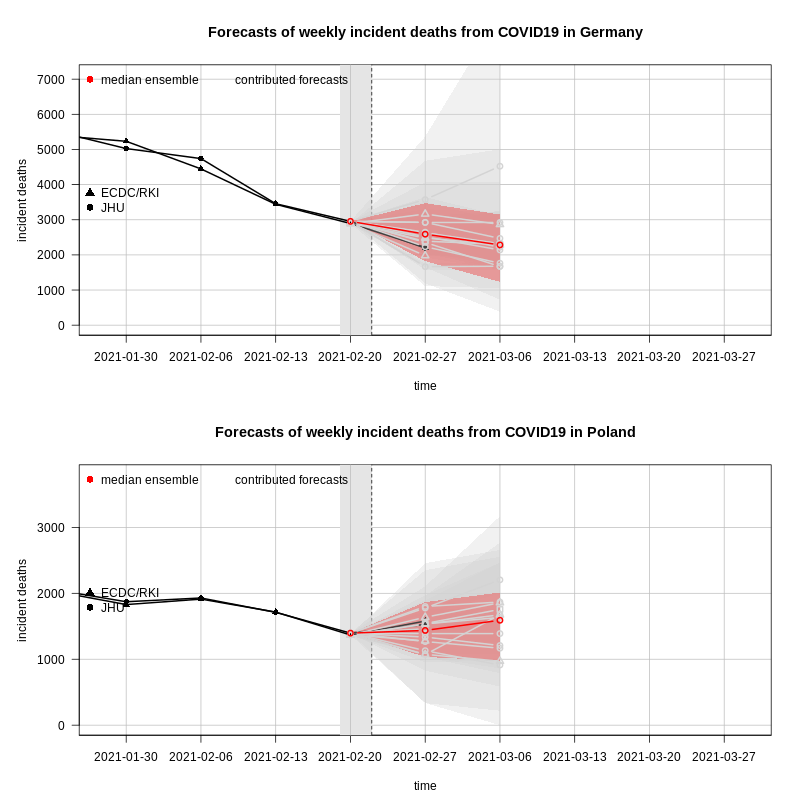 Forecasts of weekly incident deaths from COVID19 in Germany
median ensemble contributed forecasts
7000
6000
5000
4000
3000
2000
1000
0
ECDC/RKI
JHU
incident deaths
2021-01-30 2021-02-06 2021-02-13 2021-02-20 2021-02-27 2021-03-06 2021-03-13 2021-03-20 2021-03-27
time
Forecasts of weekly incident deaths from COVID19 in Poland
median ensemble contributed forecasts
3000
2000
1000
0
ECDC/RKI
JHU
incident deaths
2021-01-30 2021-02-06 2021-02-13 2021-02-20 2021-02-27 2021-03-06 2021-03-13 2021-03-20 2021-03-27
time